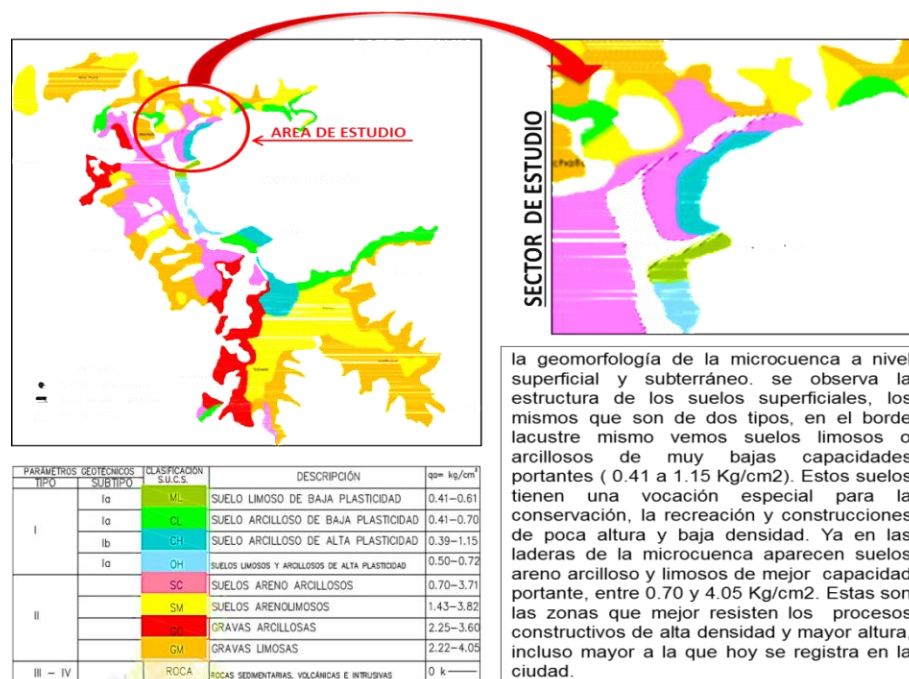 AREA DE ESTUDIO
SECTOR DE ESTUDIO
la geomorfología de la microcuenca a nivel
superficial y subterráneo. se observa la
estructura de los suelos superficiales, los
mismos que son de dos tipos, en el borde
lacustre mismo vemos suelos limosos o
arcillosos de muy bajas capacidades
portantes ( 0.41 a 1.15 Kg/cm2). Estos suelos
tienen una vocación especial para la
conservación, la recreación y construcciones
de poca altura y baja densidad. Ya en las
laderas de la microcuenca aparecen suelos
areno arcilloso y limosos de mejor capacidad
portante, entre 0.70 y 4.05 Kg/cm2. Estas son
las zonas que mejor resisten los procesos
constructivos de alta densidad y mayor altura,
incluso mayor a la que hoy se registra en la
ciudad.
PARÁMETROS GEOTÉCNICOS CLASIFICACIÓN S.U.C.S. DESCRIPCIÓN qa= kg/cm²
TIPO SUBTIPO
I
Ia ML SUELO LIMOSO DE BAJA PLASTICIDAD 0.41-0.61
Ia CL SUELO ARCILLOSO DE BAJA PLASTICIDAD 0.41-0.70
Ib CH SUELO ARCILLOSO DE ALTA PLASTICIDAD 0.39-1.15
Ia OH SUELOS LIMOSOS Y ARCILLOSOS DE ALTA PLASTICIDAD 0.50-0.72
II
SC SUELOS ARENO ARCILLOSOS 0.70-3.71
SM SUELOS ARENOLIMOSOS 1.43-3.82
GRAVAS ARCILLOSAS 2.25-3.60
GM GRAVAS LIMOSAS 2.22-4.05
III - IV ROCA ROCAS SEDIMENTARIAS, VOLCÁNICAS E INTRUSIVAS 0 k